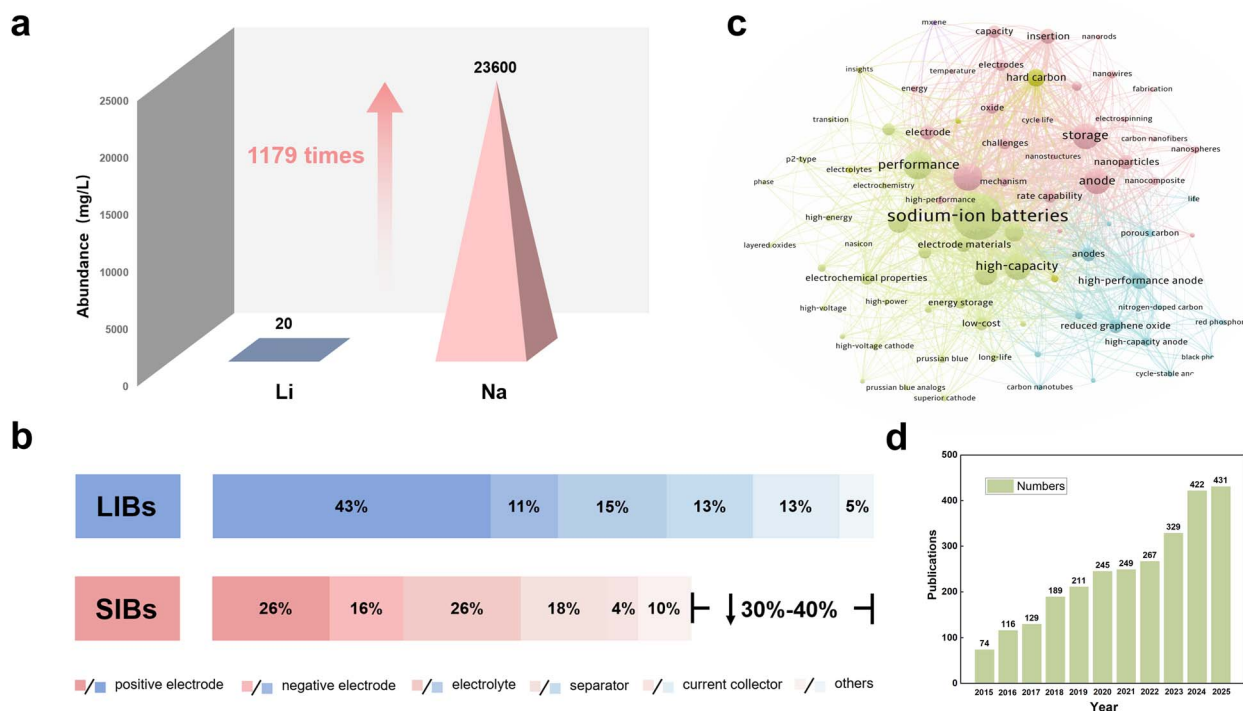 a
Abundance (mg/L)
25000
20000
15000
10000
5000
0
20
1179 times
23600
Li
Na
c
mxene
capacity
insertion
nanorods
insights
temperature
electrodes
hard carbon
nanowires
energy
fabrication
transition
oxide
cycle life
electrospinning
electrode
storage
carbon nanofibers
challenges
p2-type
performance
nanostructures
nanoparticles
nanospheres
electrolytes
phase
electrochemistry
mechanism
anode
nanocomposite
high-performance
rate capability
life
high-energy
sodium-ion batteries
layered oxides
nasicon
electrode materials
porous carbon
anodes
electrochemical properties
high-capacity
high-performance anode
high-voltage
high-power
energy storage
nitrogen-doped carbon
low-cost
reduced graphene oxide
red phosphor
high-voltage cathode
high-capacity anode
prussian blue
long-life
black pho
cycle-stable ano
prussian blue analogs
carbon nanotubes
superior cathode
b
LIBs
43%
11%
15%
13%
13%
5%
SIBs
26%
16%
26%
18%
4%
10%
↓30%-40%
positive electrode
negative electrode
electrolyte
separator
current collector
others
d
Publications
500
400
300
200
100
0
Numbers
74
116
129
189
211
245
249
267
329
422
431
2015 2016 2017 2018 2019 2020 2021 2022 2023 2024 2025
Year